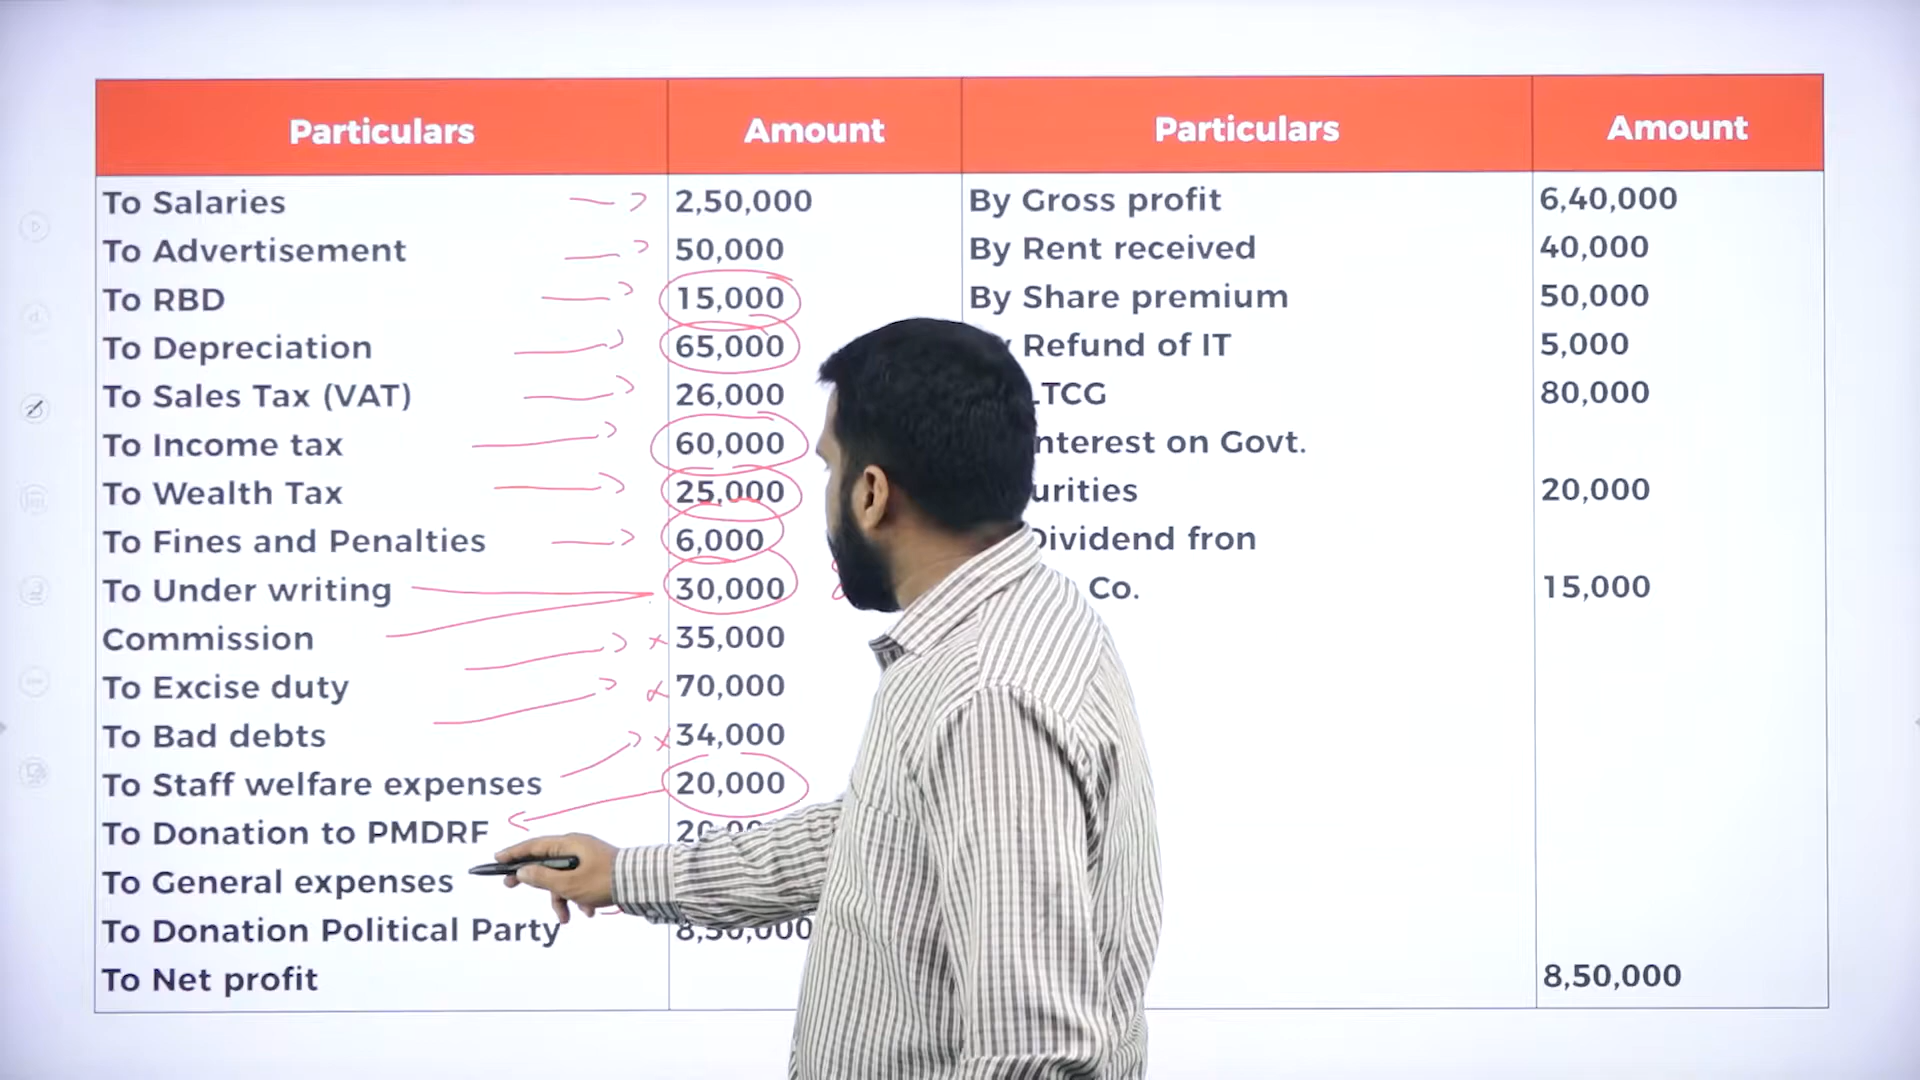 Particulars Amount Particulars Amount
To Salaries 2,50,000 By Gross profit 6,40,000
To Advertisement 50,000 By Rent received 40,000
To RBD 15,000 By Share premium 50,000
To Depreciation 65,000 Refund of IT 5,000
To Sales Tax (VAT) 26,000 LTCG 80,000
To Income tax 60,000 Interest on Govt.
To Wealth Tax 25,000 urities 20,000
To Fines and Penalties 6,000 Dividend fron
To Under writing 30,000 Co. 15,000
Commission 35,000
To Excise duty 70,000
To Bad debts 34,000
To Staff welfare expenses 20,000
To Donation to PMDRF
To General expenses
To Donation Political Party 8,50,000
To Net profit 8,50,000